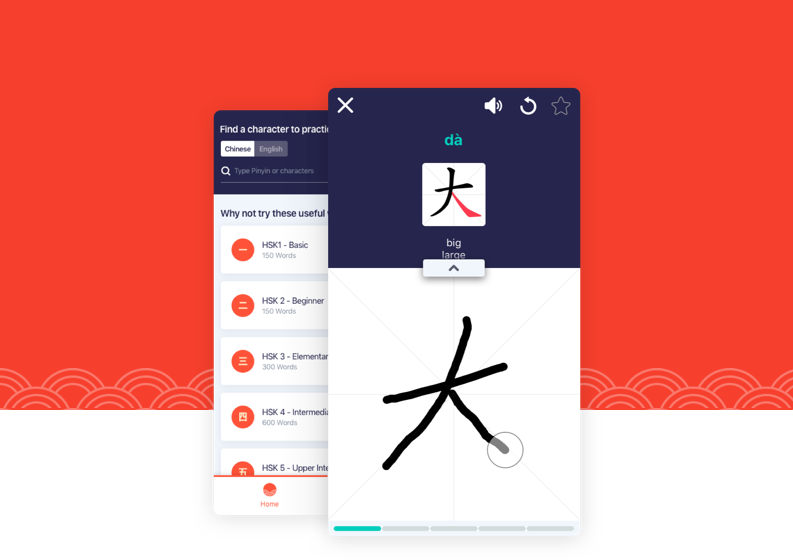 Find a character to practi
Chinese English
Type Pinyin or characters
Why not try these useful
一 HSK1 - Basic
150 Words
二 HSK 2 - Beginner
150 Words
三 HSK 3 - Elementar
300 Words
四 HSK 4 - Intermedia
600 Words
五 HSK 5 - Upper Inte
Home
dà
大
big
large
大